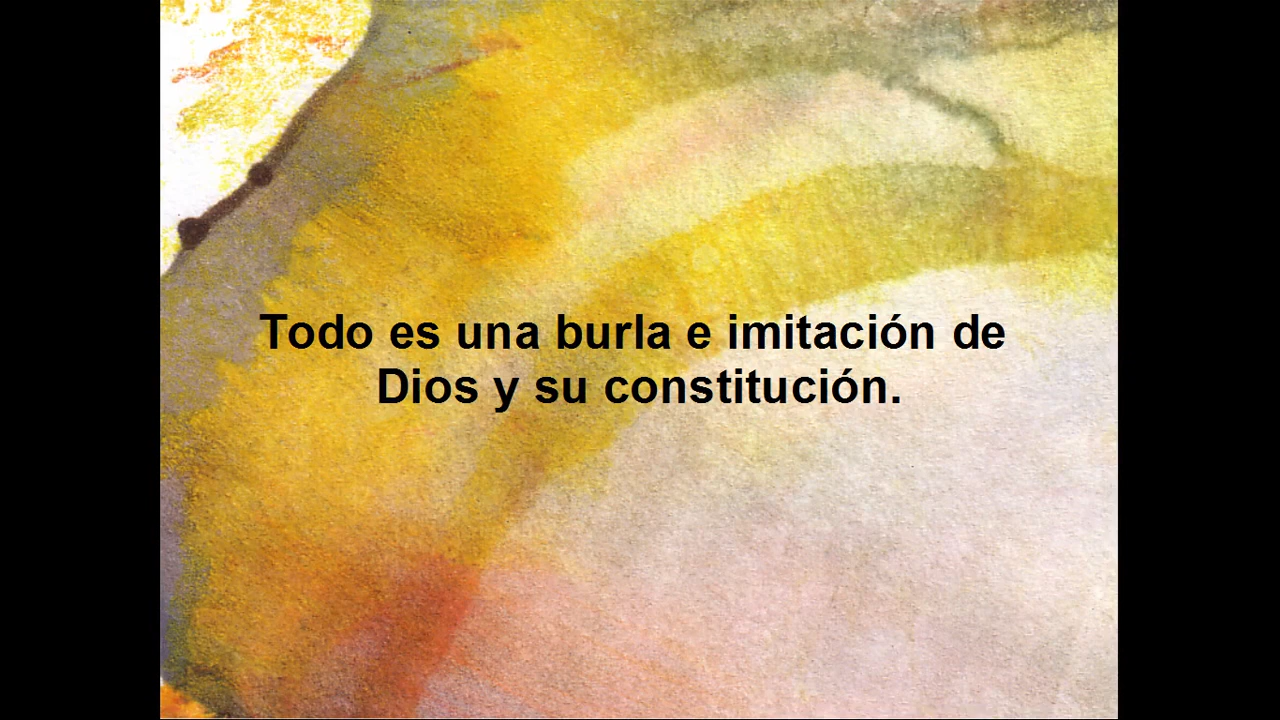 Todo es una burla e imitación de
Dios y su constitución.